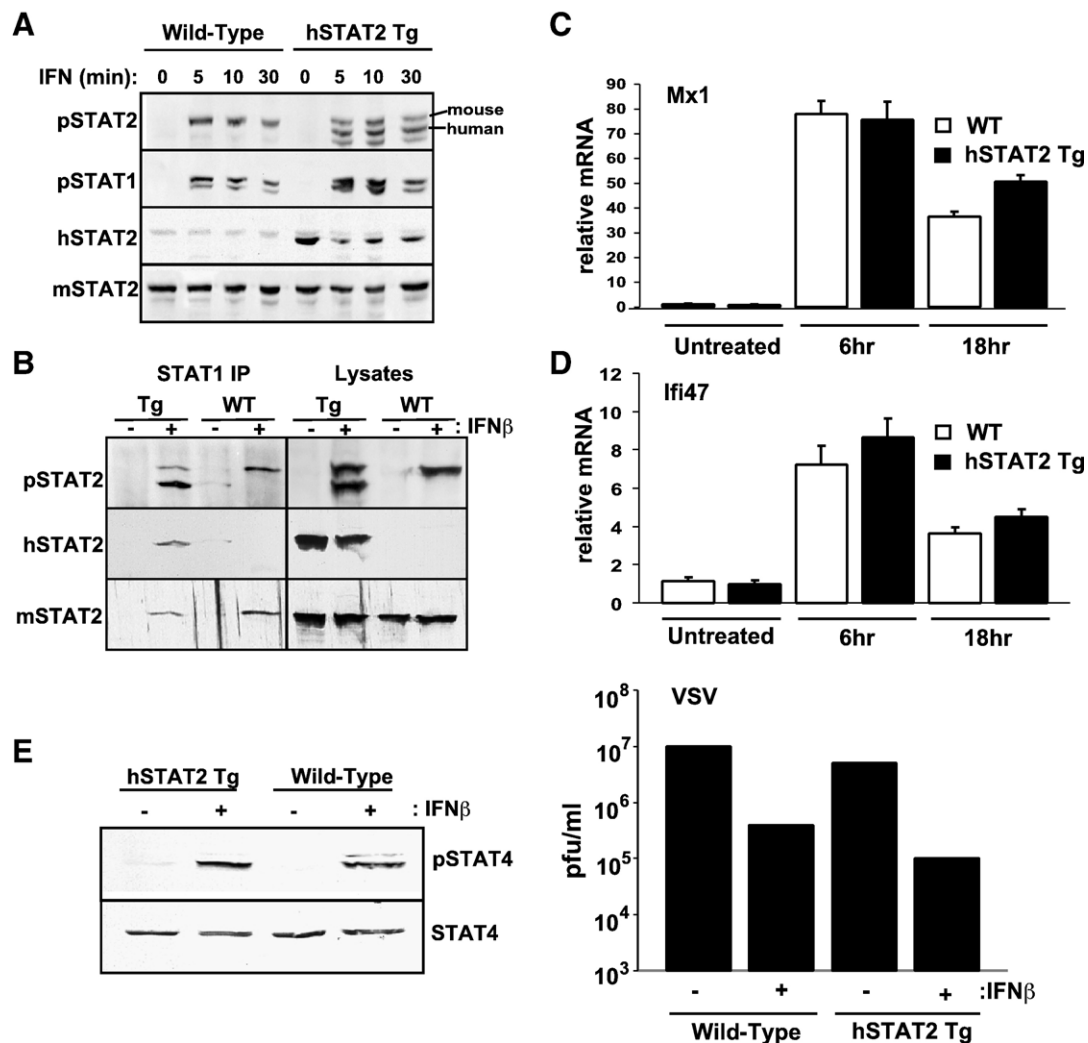 A
Wild-Type hSTAT2 Tg
IFN (min): 0 5 10 30 0 5 10 30
pSTAT2
mouse
human
pSTAT1
hSTAT2
mSTAT2
B
STAT1 IP Lysates
Tg WT Tg WT
- + - + - + - + : IFNβ
pSTAT2
hSTAT2
mSTAT2
E
hSTAT2 Tg Wild-Type
- + - + : IFNβ
pSTAT4
STAT4
C
Mx1
WT
hSTAT2 Tg
relative mRNA
90
80
70
60
50
40
30
20
10
0
Untreated 6hr 18hr
D
Ifi47
WT
hSTAT2 Tg
relative mRNA
12
10
8
6
4
2
0
Untreated 6hr 18hr
VSV
pfu/ml
10⁸
10⁷
10⁶
10⁵
10⁴
10³
- + - + :IFNβ
Wild-Type hSTAT2 Tg